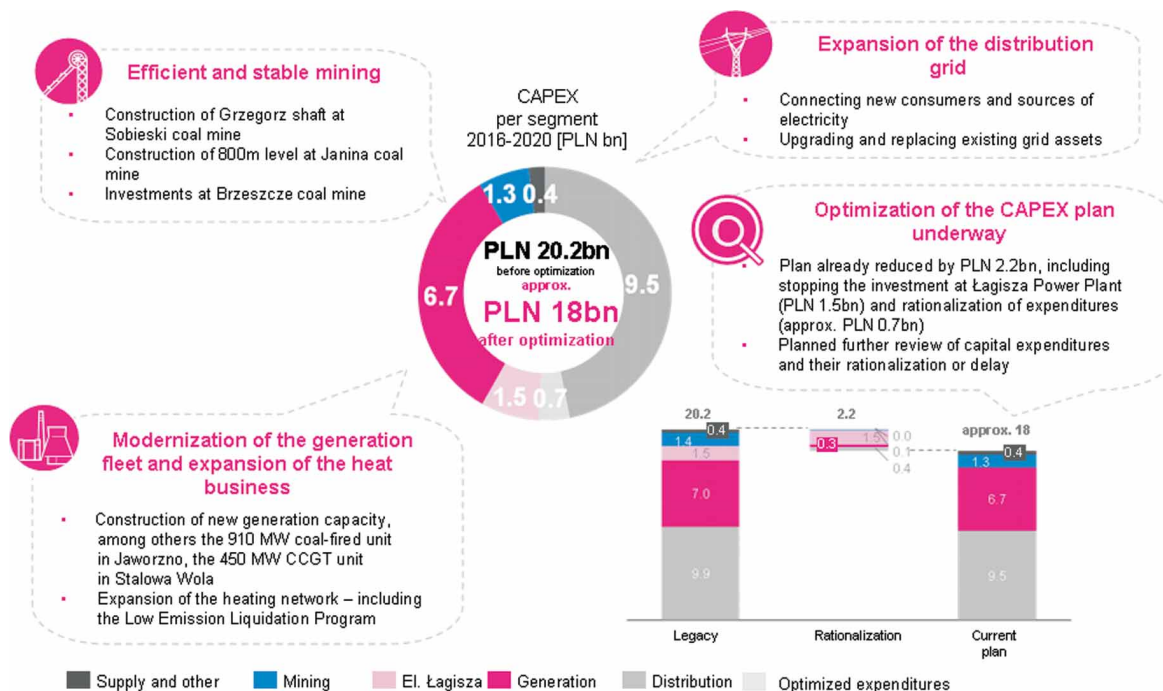 Efficient and stable mining
Construction of Grzegorz shaft at
Sobieski coal mine
Construction of 800m level at Janina coal
mine
Investments at Brzeszcze coal mine
CAPEX
per segment
2016-2020 [PLN bn]
Expansion of the distribution
grid
Connecting new consumers and sources of
electricity
Upgrading and replacing existing grid assets
1.3 0.4
6.7
9.5
1.5
0.7
PLN 20.2bn
before optimization
approx.
PLN 18bn
after optimization
Optimization of the CAPEX plan
underway
Plan already reduced by PLN 2.2bn, including
stopping the investment at Łagisza Power Plant
(PLN 1.5bn) and rationalization of expenditures
(approx. PLN 0.7bn)
Planned further review of capital expenditures
and their rationalization or delay
Modernization of the generation
fleet and expansion of the heat
business
Construction of new generation capacity,
among others the 910 MW coal-fired unit
in Jaworzno, the 450 MW CCGT unit
in Stalowa Wola
Expansion of the heating network – including
the Low Emission Liquidation Program
20.2
0.4
1.4
1.5
7.0
9.9
Legacy
2.2
1.5
0.3
0.0
0.1
0.4
Rationalization
approx. 18
0.4
1.3
6.7
9.5
Current
plan
Supply and other
Mining
El. Łagisza
Generation
Distribution
Optimized expenditures